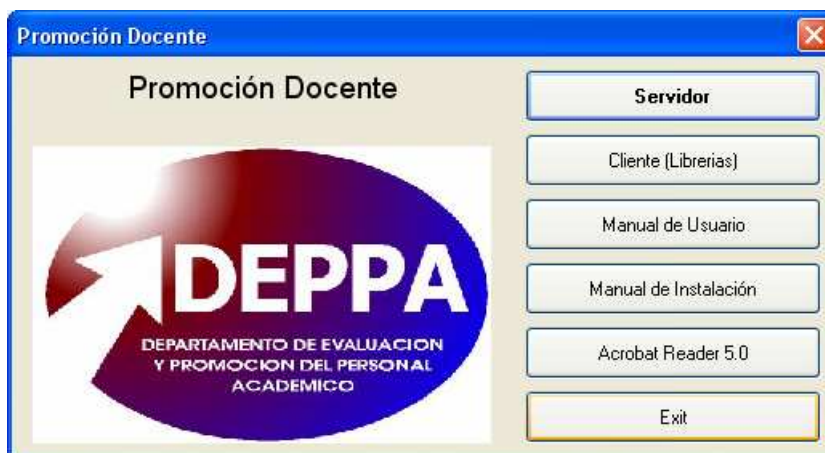 Promoción Docente
Promoción Docente
DEPPA
DEPARTAMENTO DE EVALUACION
Y PROMOCION DEL PERSONAL
ACADEMICO
Servidor
Cliente (Librerias)
Manual de Usuario
Manual de Instalación
Acrobat Reader 5.0
Exit